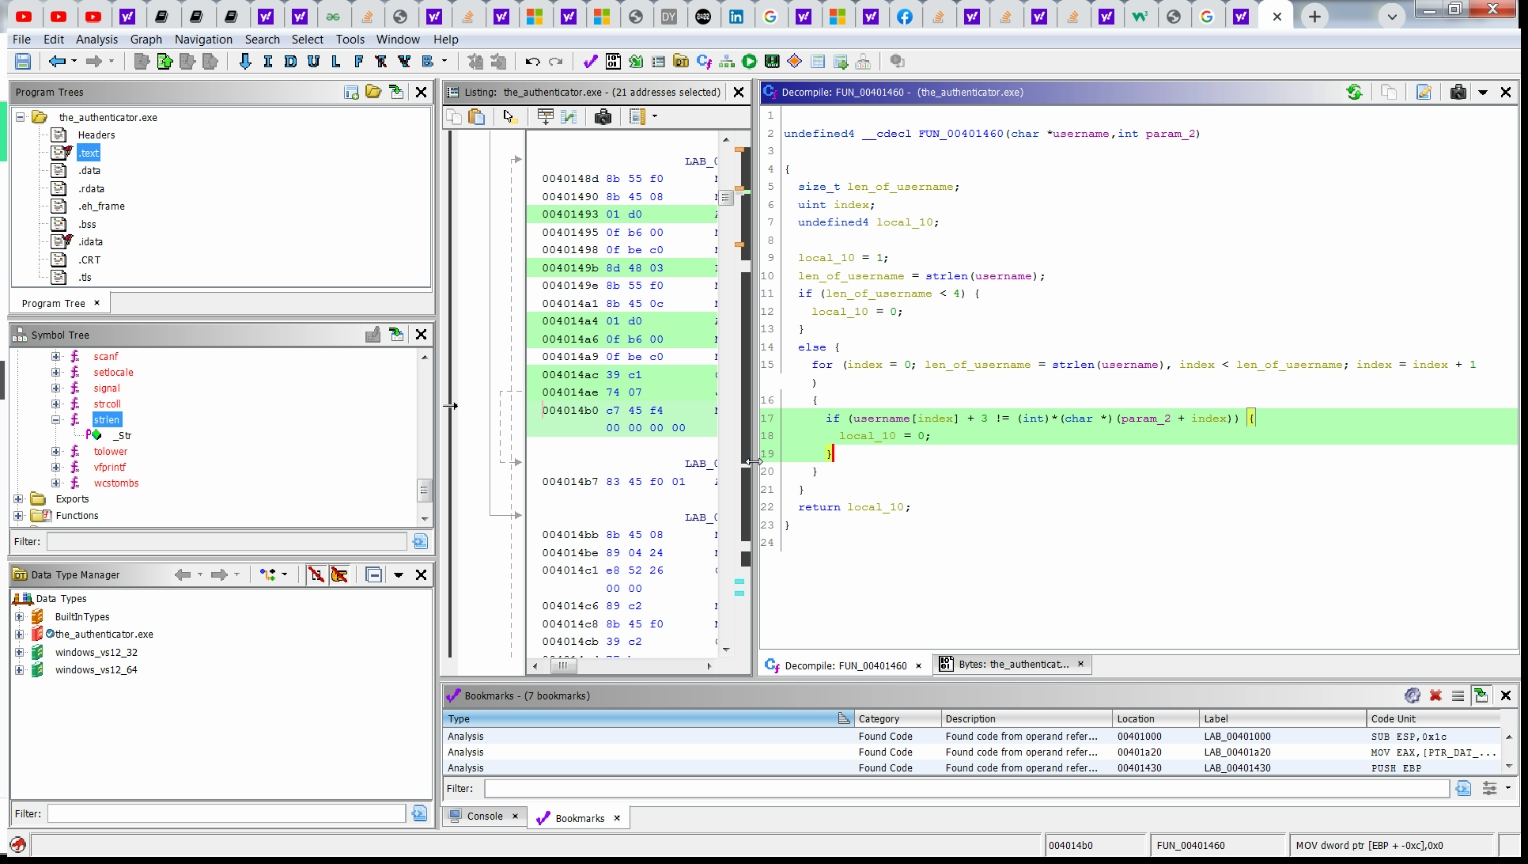 File Edit Analysis Graph Navigation Search Select Tools Window Help
I D U L F R V B
Program Trees
the_authenticator.exe
Headers
.text
.data
.rdata
.eh_frame
.bss
.idata
.CRT
.tls
Program Tree
Symbol Tree
scanf
setlocale
signal
strcoll
strlen
_Str
tolower
vfprintf
wcstombs
Exports
Functions
Filter:
Data Type Manager
Data Types
BuiltInTypes
the_authenticator.exe
windows_vs12_32
windows_vs12_64
Filter:
Listing: the_authenticator.exe - (21 addresses selected)
LAB_0
0040148d 8b 55 f0
00401490 8b 45 08
00401493 01 d0
00401495 0f b6 00
00401498 0f be c0
0040149b 8d 48 03
0040149e 8b 55 f0
004014a1 8b 45 0c
004014a4 01 d0
004014a6 0f b6 00
004014a9 0f be c0
004014ac 39 c1
004014ae 74 07
004014b0 c7 45 f4
00 00 00 00
LAB_0
004014b7 83 45 f0 01
LAB_0
004014bb 8b 45 08
004014be 89 04 24
004014c1 e8 52 26
00 00
004014c6 89 c2
004014c8 8b 45 f0
004014cb 39 c2
Decompile: FUN_00401460 - (the_authenticator.exe)
1
2 undefined4 __cdecl FUN_00401460(char *username,int param_2)
3
4 {
5 size_t len_of_username;
6 uint index;
7 undefined4 local_10;
8
9 local_10 = 1;
10 len_of_username = strlen(username);
11 if (len_of_username < 4) {
12 local_10 = 0;
13 }
14 else {
15 for (index = 0; len_of_username = strlen(username), index < len_of_username; index = index + 1
)
16 {
17 if (username[index] + 3 != (int)*(char *)(param_2 + index)) {
18 local_10 = 0;
19 }
20 }
21 }
22 return local_10;
23 }
24
Decompile: FUN_00401460
Bytes: the_authenticat...
Bookmarks - (7 bookmarks)
Type Category Description Location Label Code Unit
Analysis Found Code Found code from operand refer... 00401000 LAB_00401000 SUB ESP,0x1c
Analysis Found Code Found code from operand refer... 00401a20 LAB_00401a20 MOV EAX,[PTR_DAT_...
Analysis Found Code Found code from operand refer... 00401430 LAB_00401430 PUSH EBP
Filter:
Console
Bookmarks
004014b0 FUN_00401460 MOV dword ptr [EBP + -0xc],0x0